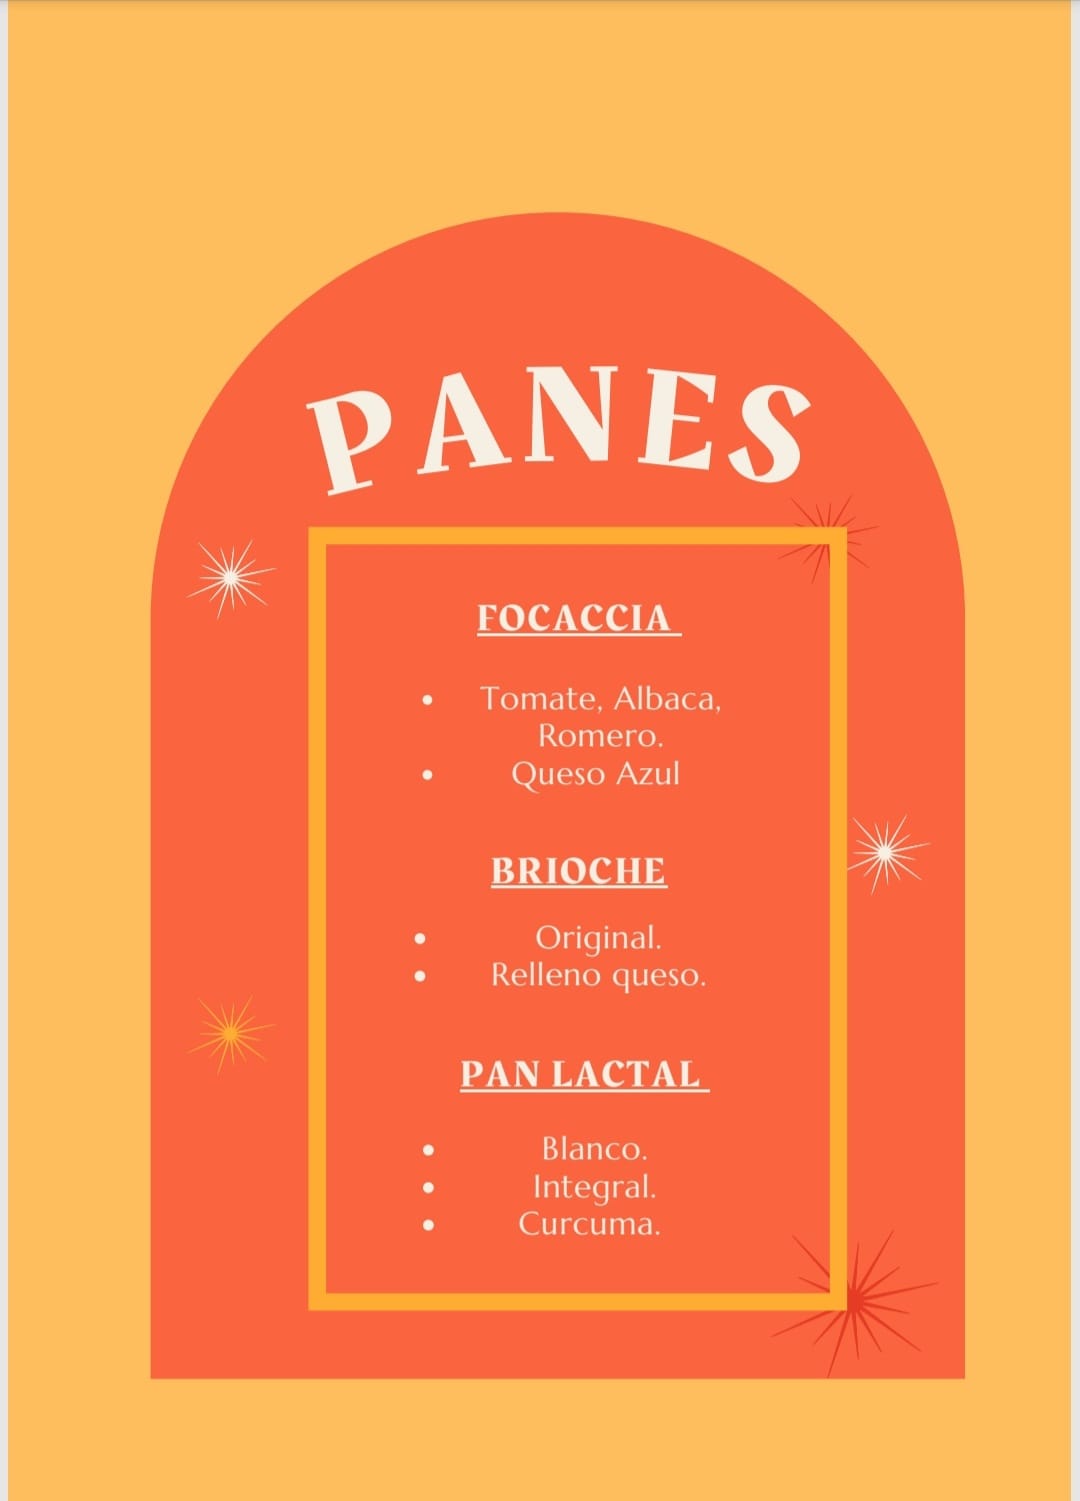 PANES
FOCACCIA
• Tomate, Albaca,
Romero.
• Queso Azul
BRIOCHE
• Original.
• Relleno queso.
PAN LACTAL
• Blanco.
• Integral.
• Curcuma.